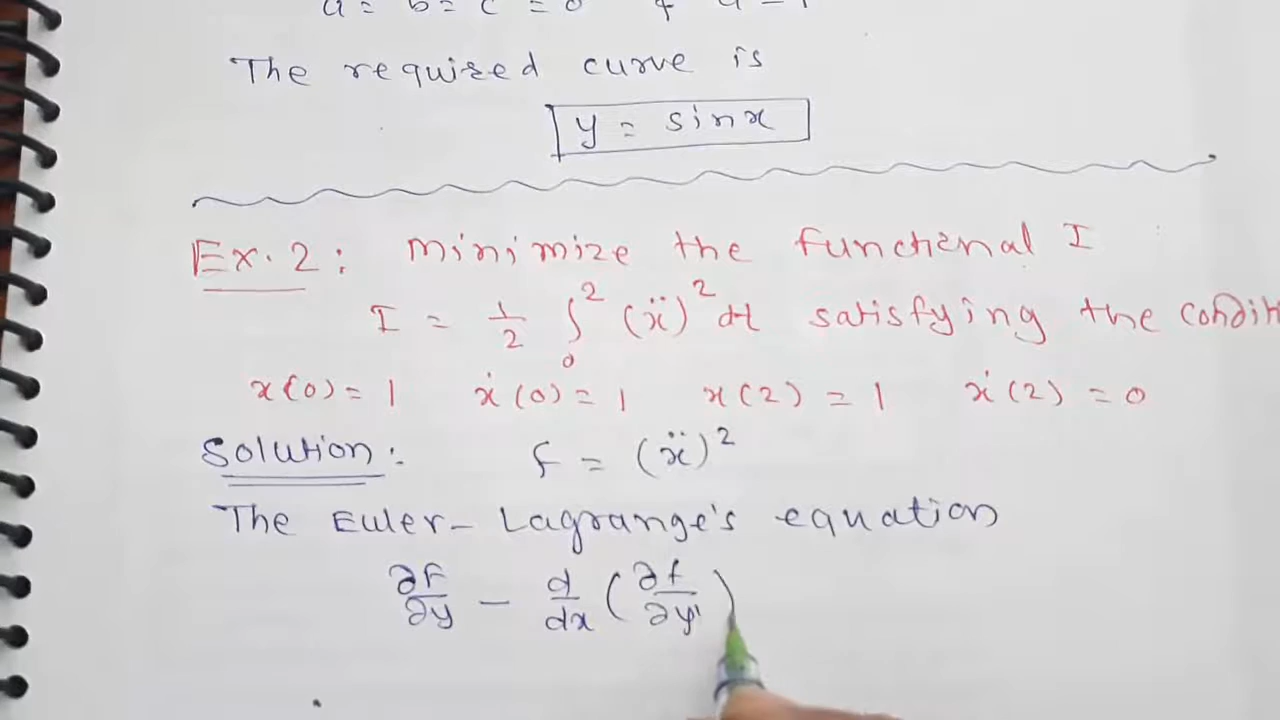 The required curve is
y = sinx
Ex. 2: Minimize the functional I
I = 1/2 ∫₀² (ẍ)² dt satisfying the condit
x(0) = 1 ẋ(0) = 1 x(2) = 1 ẋ(2) = 0
Solution: f = (ẍ)²
The Euler-Lagrange's equation
∂F/∂y - d/dx (∂f/∂y')